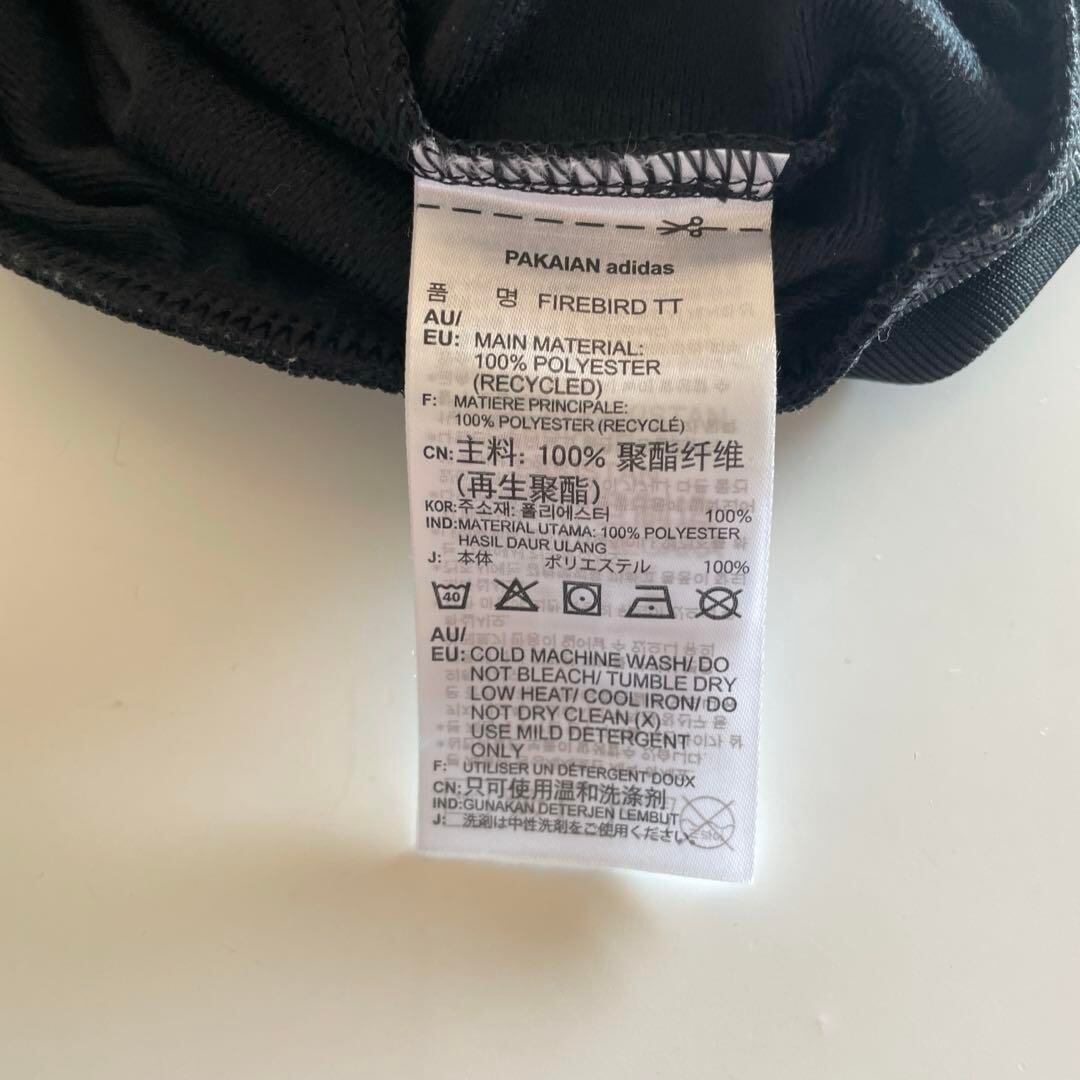 PAKAIAN adidas
품 명 FIREBIRD TT
AU/
EU: MAIN MATERIAL:
100% POLYESTER
(RECYCLED)
F: MATIERE PRINCIPALE:
100% POLYESTER (RECYCLÉ)
CN: 主料: 100% 聚酯纤维
(再生聚酯)
KOR: 주소재: 폴리에스터 100%
IND: MATERIAL UTAMA: 100% POLYESTER
HASIL DAUR ULANG
J: 本体 ポリエステル 100%
40
AU/
EU: COLD MACHINE WASH/ DO
NOT BLEACH/ TUMBLE DRY
LOW HEAT/ COOL IRON/ DO
NOT DRY CLEAN (X)
USE MILD DETERGENT
ONLY
F: UTILISER UN DÉTERGENT DOUX
CN: 只可使用温和洗涤剂
IND: GUNAKAN DETERJEN LEMBUT
J: 洗剤は中性洗剤をご使用ください。